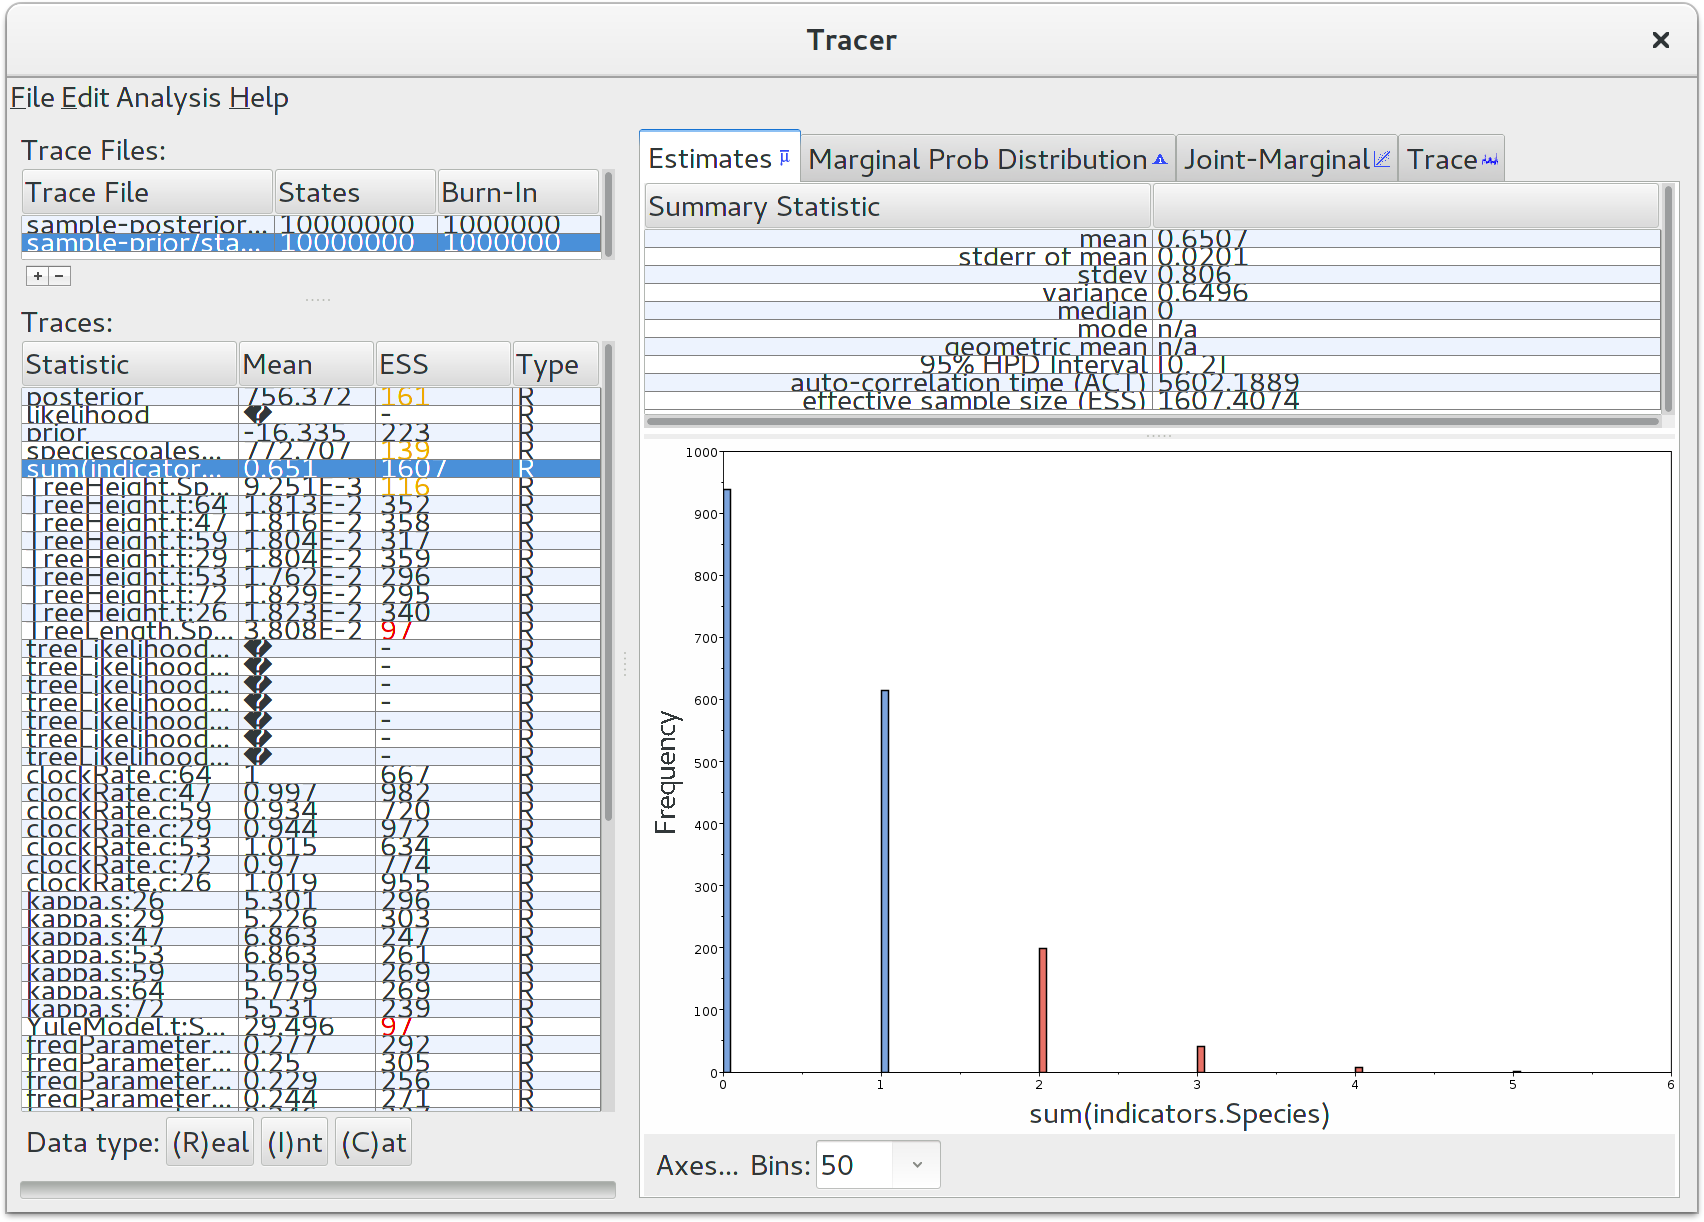 Tracer
File Edit Analysis Help
Trace Files:
Trace File States Burn-In
sample-posterior... 10000000 1000000
sample-prior/sta... 10000000 1000000
+ −
Traces:
Statistic Mean ESS Type
posterior 756.372 161 R
likelihood � - R
prior -16.335 223 R
speciescoales... 772.707 139 R
sum(indicator... 0.651 1607 R
TreeHeight.Sp... 9.251E-3 116 R
TreeHeight.t:64 1.813E-2 352 R
TreeHeight.t:47 1.816E-2 358 R
TreeHeight.t:59 1.804E-2 317 R
TreeHeight.t:29 1.804E-2 359 R
TreeHeight.t:53 1.762E-2 296 R
TreeHeight.t:72 1.829E-2 295 R
TreeHeight.t:26 1.823E-2 340 R
TreeLength.Sp... 3.808E-2 97 R
treeLikelihood... � - R
treeLikelihood... � - R
treeLikelihood... � - R
treeLikelihood... � - R
treeLikelihood... � - R
treeLikelihood... � - R
treeLikelihood... � - R
clockRate.c:64 1 667 R
clockRate.c:47 0.997 982 R
clockRate.c:59 0.934 720 R
clockRate.c:29 0.944 972 R
clockRate.c:53 1.015 634 R
clockRate.c:72 0.97 774 R
clockRate.c:26 1.019 955 R
kappa.s:26 5.301 296 R
kappa.s:29 5.226 303 R
kappa.s:47 6.863 247 R
kappa.s:53 6.863 261 R
kappa.s:59 5.659 269 R
kappa.s:64 5.779 269 R
kappa.s:72 5.531 239 R
YuleModel.t:S... 29.496 97 R
freqParameter... 0.277 292 R
freqParameter... 0.25 305 R
freqParameter... 0.229 256 R
freqParameter... 0.244 271 R
Data type: (R)eal (I)nt (C)at
Estimates Marginal Prob Distribution Joint-Marginal Trace
Summary Statistic
mean 0.6507
stderr of mean 0.0201
stdev 0.806
variance 0.6496
median 0
mode n/a
geometric mean n/a
95% HPD Interval [0, 2]
auto-correlation time (ACT) 5602.1889
effective sample size (ESS) 1607.4074
1000
900
800
700
600
500
400
300
200
100
0
Frequency
0 1 2 3 4 5 6
sum(indicators.Species)
Axes... Bins: 50